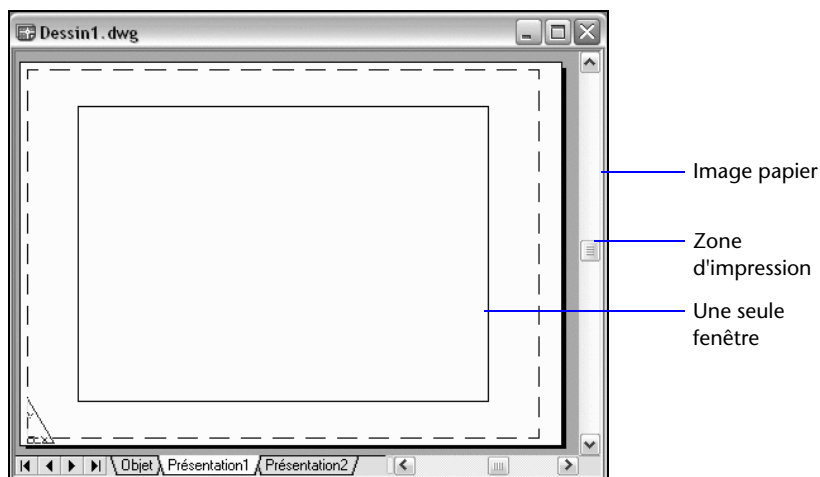 Dessin1.dwg
Image papier
Zone
d'impression
Une seule
fenêtre
Objet Présentation1 Présentation2